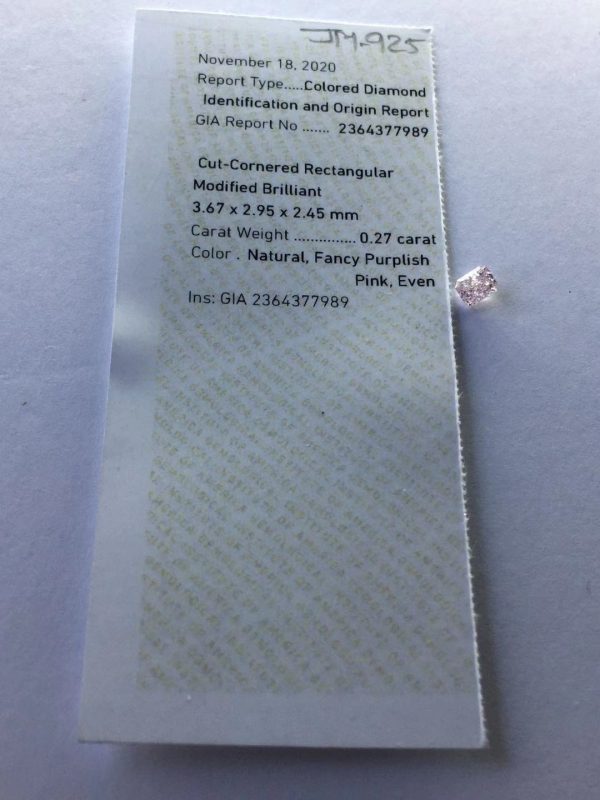 JM-925
November 18, 2020
Report Type.....Colored Diamond
Identification and Origin Report
GIA Report No ....... 2364377989
Cut-Cornered Rectangular
Modified Brilliant
3.67 x 2.95 x 2.45 mm
Carat Weight ............... 0.27 carat
Color . Natural, Fancy Purplish
Pink, Even
Ins: GIA 2364377989